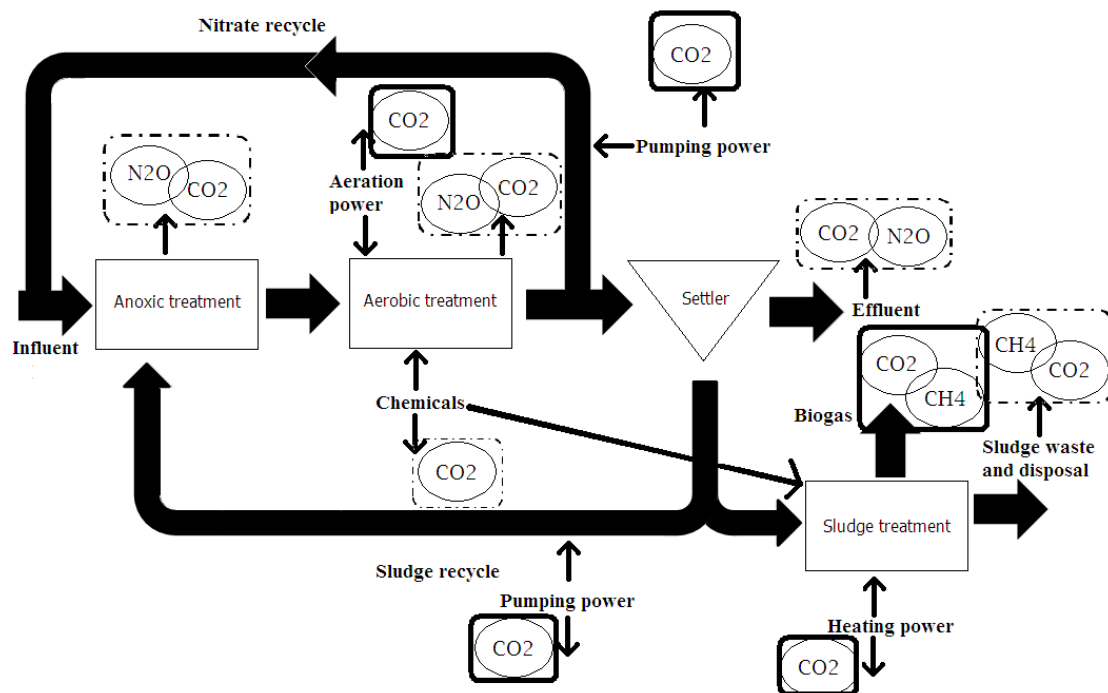 Nitrate recycle
CO2
Pumping power
CO2
Aeration
power
N2O
CO2
CO2
N2O
CO2
N2O
Anoxic treatment
Aerobic treatment
Settler
Effluent
Influent
CH4
CO2
CO2
CH4
Chemicals
Biogas
Sludge waste
and disposal
CO2
Sludge treatment
Sludge recycle
Pumping power
CO2
Heating power
CO2